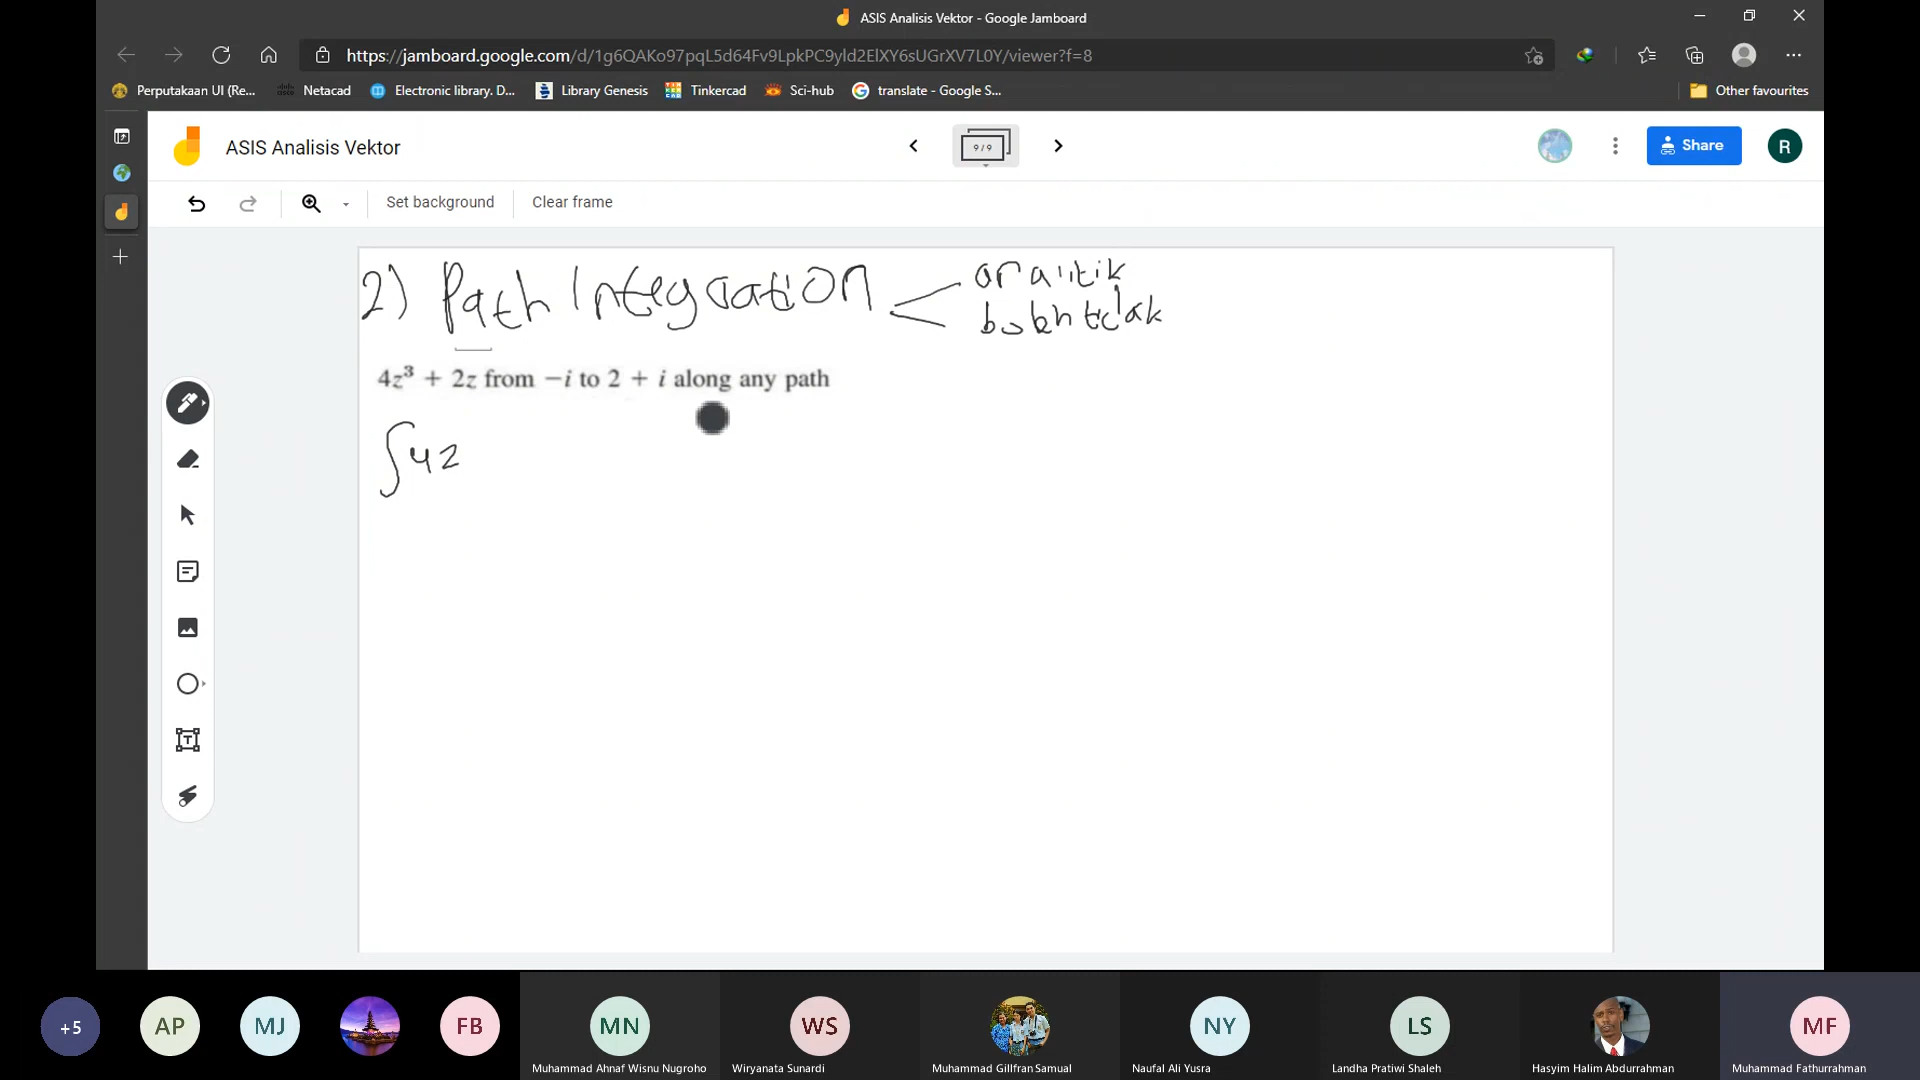 ASIS Analisis Vektor - Google Jamboard
https://jamboard.google.com/d/1g6QAKo97pqL5d64Fv9LpkPC9yld2ElXY6sUGrXV7L0Y/viewer?f=8
Perputakaan UI (Re... Netacad Electronic library. D... Library Genesis Tinkercad Sci-hub translate - Google S... Other favourites
ASIS Analisis Vektor 9/9 Share R
Set background Clear frame
2) Path Integration analitik
tidak
4z³ + 2z from −i to 2 + i along any path
∫4z
+5 AP MJ FB MN WS NY LS MF
Muhammad Ahnaf Wisnu Nugroho Wiryanata Sunardi Muhammad Gillfran Samual Naufal Ali Yusra Landha Pratiwi Shaleh Hasyim Halim Abdurrahman Muhammad Fathurrahman